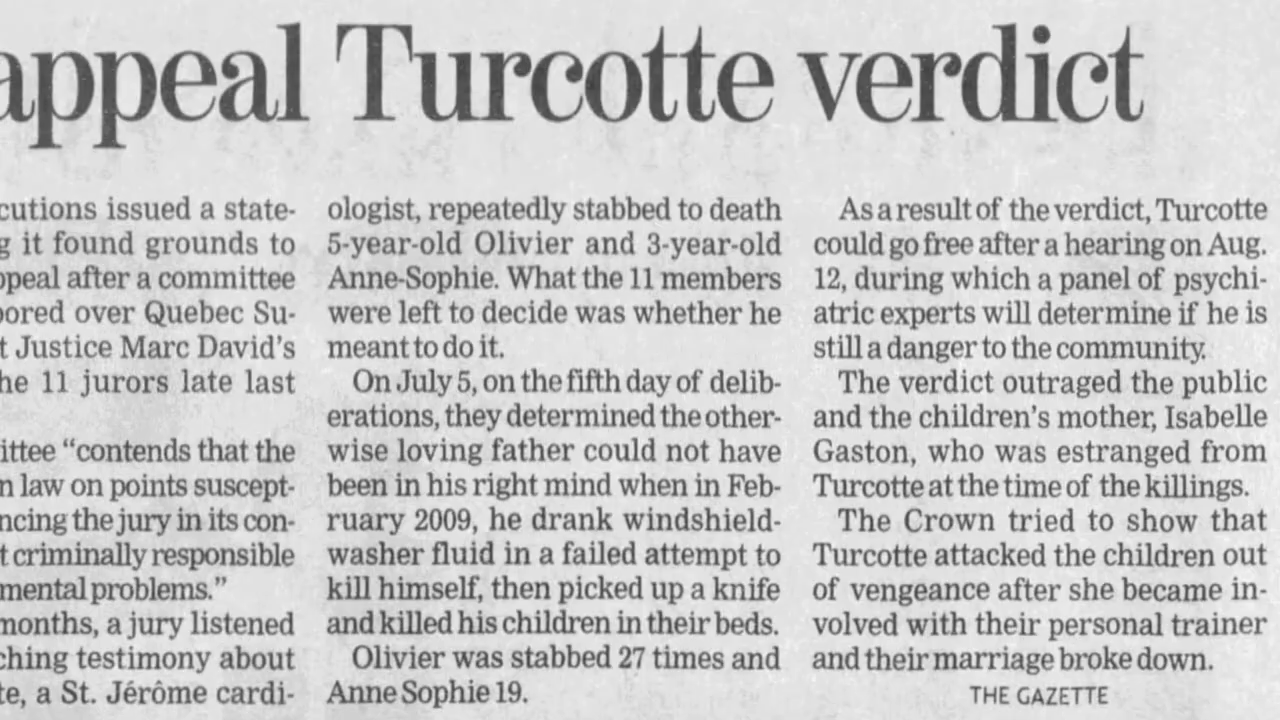 appeal Turcotte verdict
cutions issued a state-
g it found grounds to
ppeal after a committee
pored over Quebec Su-
t Justice Marc David's
he 11 jurors late last
ittee “contends that the
n law on points suscept-
ncing the jury in its con-
t criminally responsible
mental problems.”
months, a jury listened
ching testimony about
te, a St. Jérôme cardi-
ologist, repeatedly stabbed to death
5-year-old Olivier and 3-year-old
Anne-Sophie. What the 11 members
were left to decide was whether he
meant to do it.
On July 5, on the fifth day of delib-
erations, they determined the other-
wise loving father could not have
been in his right mind when in Feb-
ruary 2009, he drank windshield-
washer fluid in a failed attempt to
kill himself, then picked up a knife
and killed his children in their beds.
Olivier was stabbed 27 times and
Anne Sophie 19.
As a result of the verdict, Turcotte
could go free after a hearing on Aug.
12, during which a panel of psychi-
atric experts will determine if he is
still a danger to the community.
The verdict outraged the public
and the children's mother, Isabelle
Gaston, who was estranged from
Turcotte at the time of the killings.
The Crown tried to show that
Turcotte attacked the children out
of vengeance after she became in-
volved with their personal trainer
and their marriage broke down.
THE GAZETTE